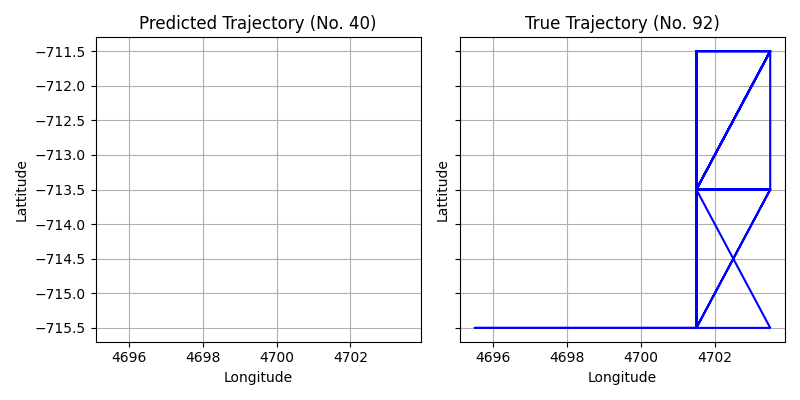 Predicted Trajectory (No. 40)
True Trajectory (No. 92)
−711.5
−712.0
−712.5
−713.0
−713.5
−714.0
−714.5
−715.0
−715.5
Lattitude
Lattitude
4696 4698 4700 4702
4696 4698 4700 4702
Longitude
Longitude